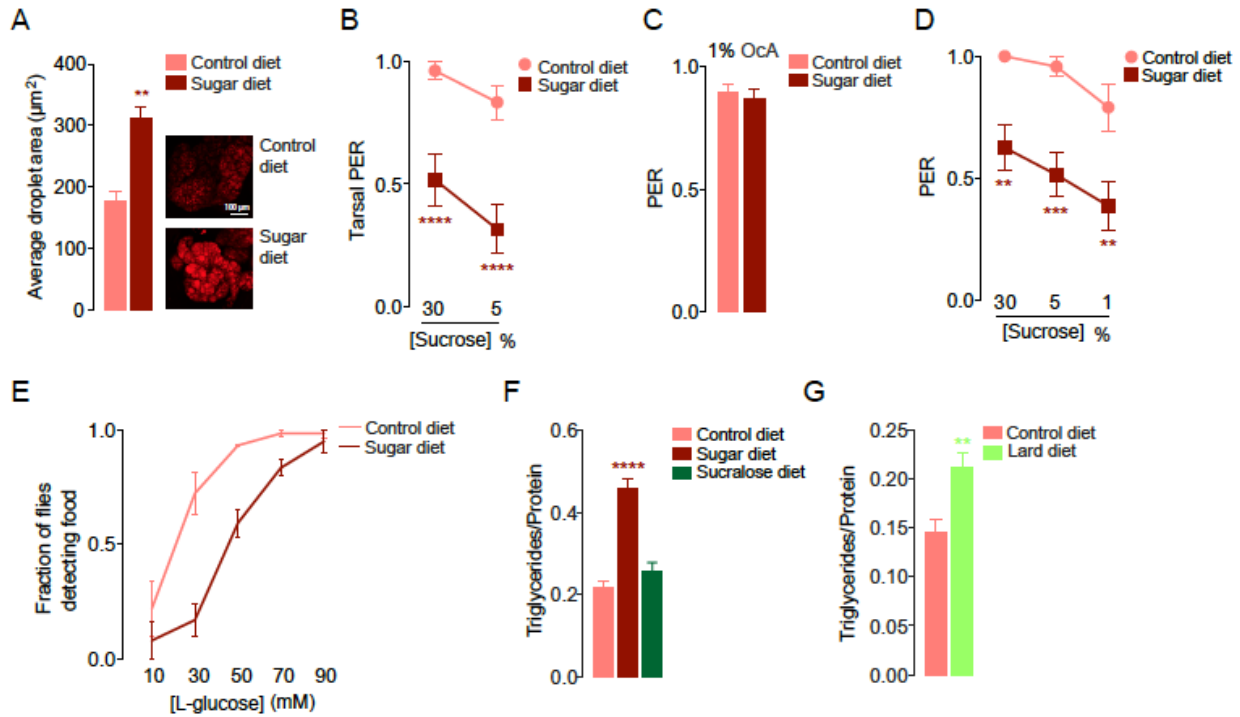 A
Control diet
Sugar diet
400
300
200
100
0
Average droplet area (µm²)
**
Control
diet
100 µm
Sugar
diet
B
Control diet
Sugar diet
1.0
0.5
0.0
Tarsal PER
****
****
30 5
[Sucrose] %
C
1% OcA
Control diet
Sugar diet
1.0
0.5
0.0
PER
D
Control diet
Sugar diet
1.0
0.5
0.0
PER
**
***
**
30 5 1
[Sucrose] %
E
Control diet
Sugar diet
1.0
0.5
0.0
Fraction of flies
detecting food
10 30 50 70 90
[L-glucose] (mM)
F
Control diet
Sugar diet
Sucralose diet
0.6
0.4
0.2
0.0
Triglycerides/Protein
****
G
Control diet
Lard diet
0.25
0.20
0.15
0.10
0.05
0.00
Triglycerides/Protein
**